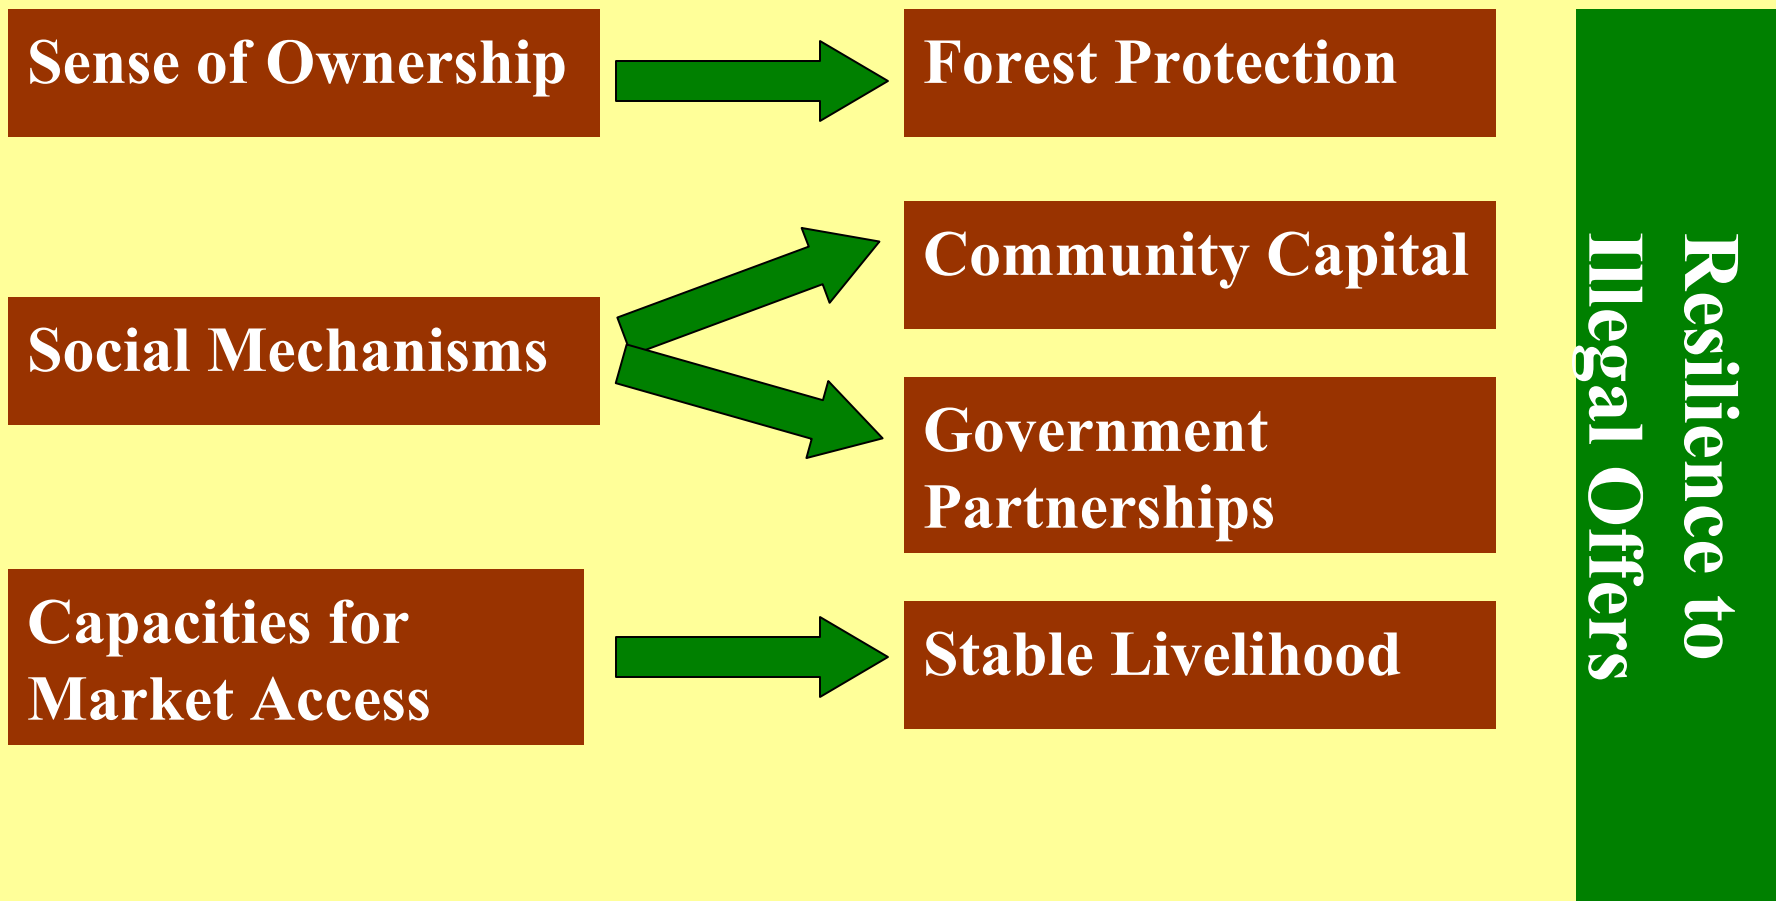 Sense of Ownership
Forest Protection
Social Mechanisms
Community Capital
Government
Partnerships
Capacities for
Market Access
Stable Livelihood
Resilience to
Illegal Offers